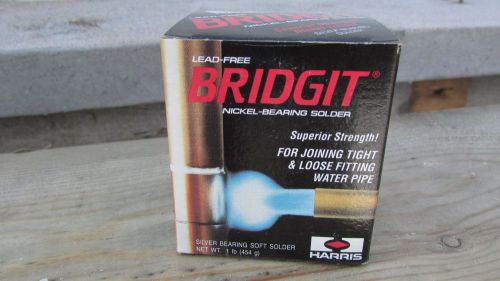 LEAD-FREE
BRIDGIT®
NICKEL-BEARING SOLDER
Superior Strength!
FOR JOINING TIGHT
& LOOSE FITTING
WATER PIPE
SILVER BEARING SOFT SOLDER
NET WT. 1 lb (454 g)
HARRIS